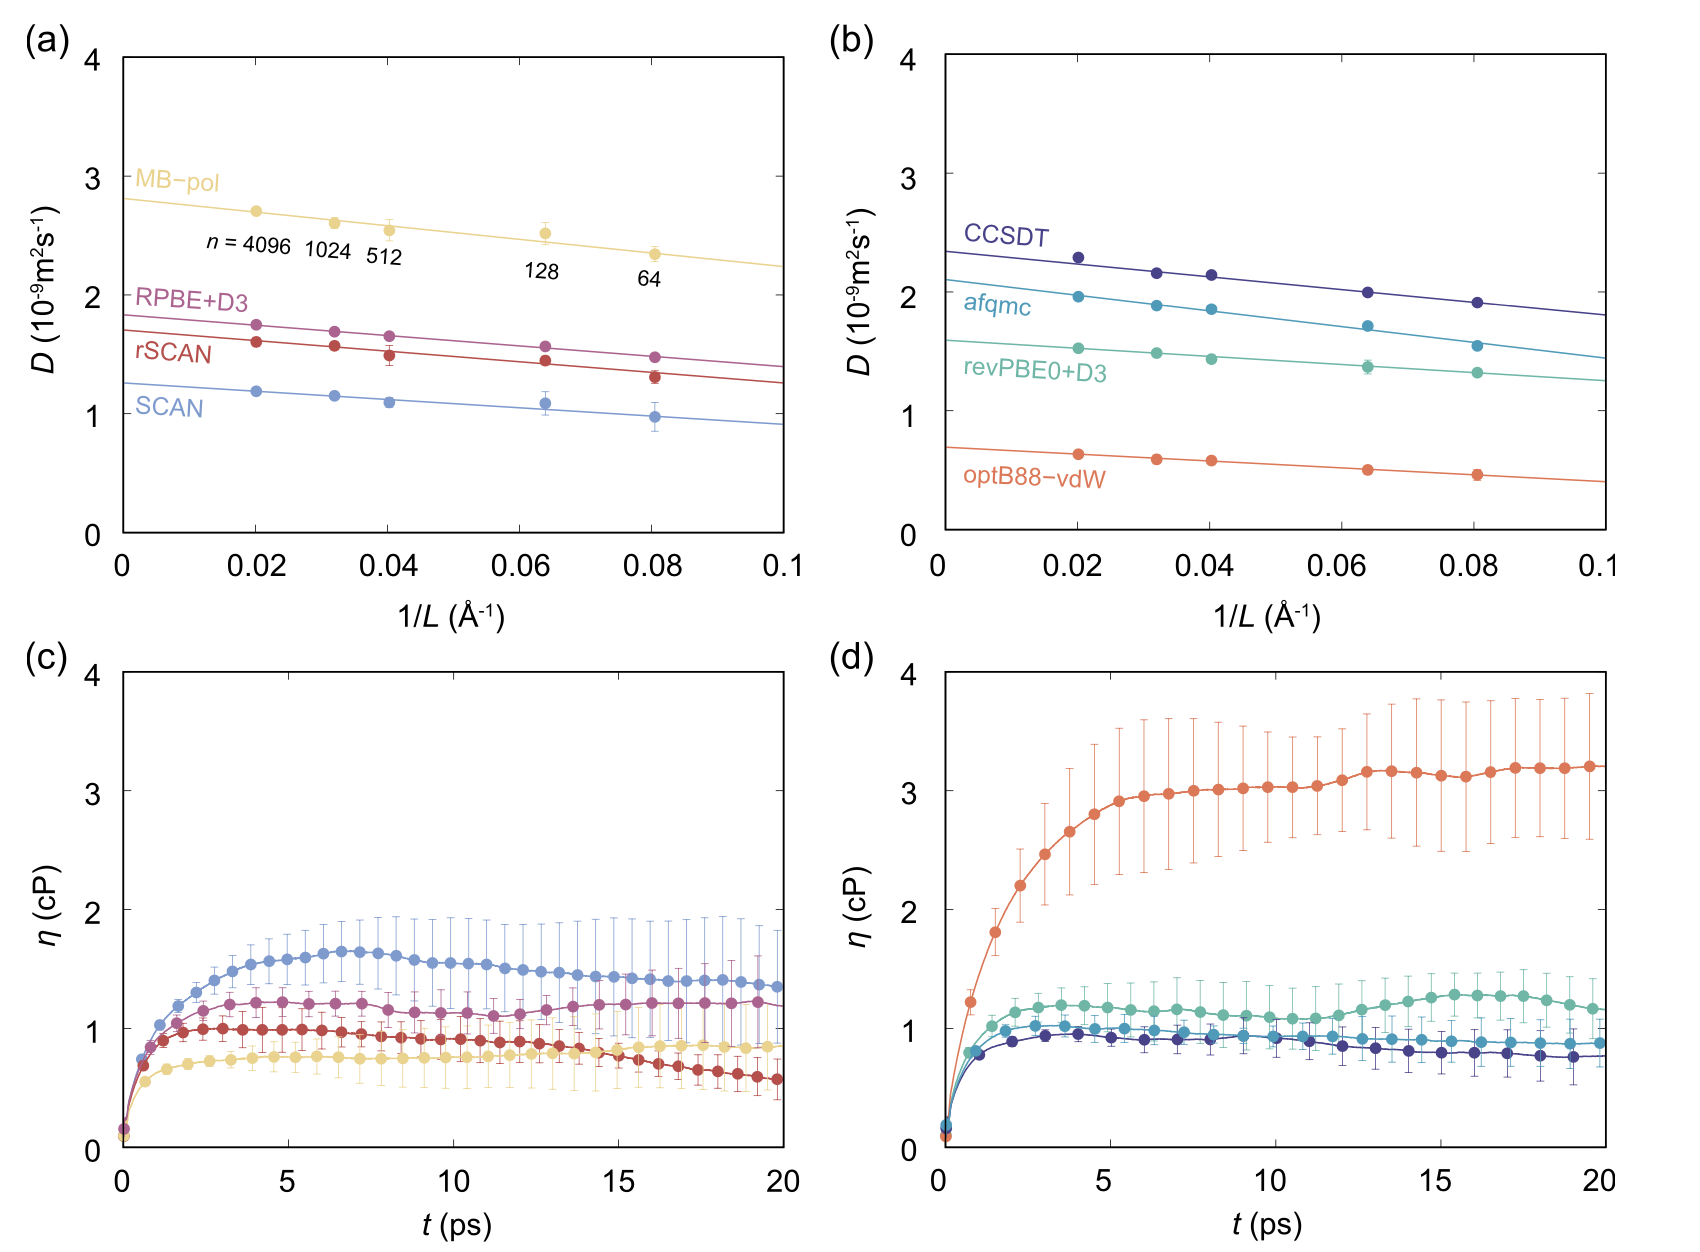 (a)
4
3
2
1
0
D (10⁻⁹m²s⁻¹)
MB−pol
n = 4096 1024 512 128 64
RPBE+D3
rSCAN
SCAN
0 0.02 0.04 0.06 0.08 0.1
1/L (Å⁻¹)
(b)
4
3
2
1
0
D (10⁻⁹m²s⁻¹)
CCSDT
afqmc
revPBE0+D3
optB88−vdW
0 0.02 0.04 0.06 0.08 0.1
1/L (Å⁻¹)
(c)
4
3
2
1
0
η (cP)
0 5 10 15 20
t (ps)
(d)
4
3
2
1
0
η (cP)
0 5 10 15 20
t (ps)